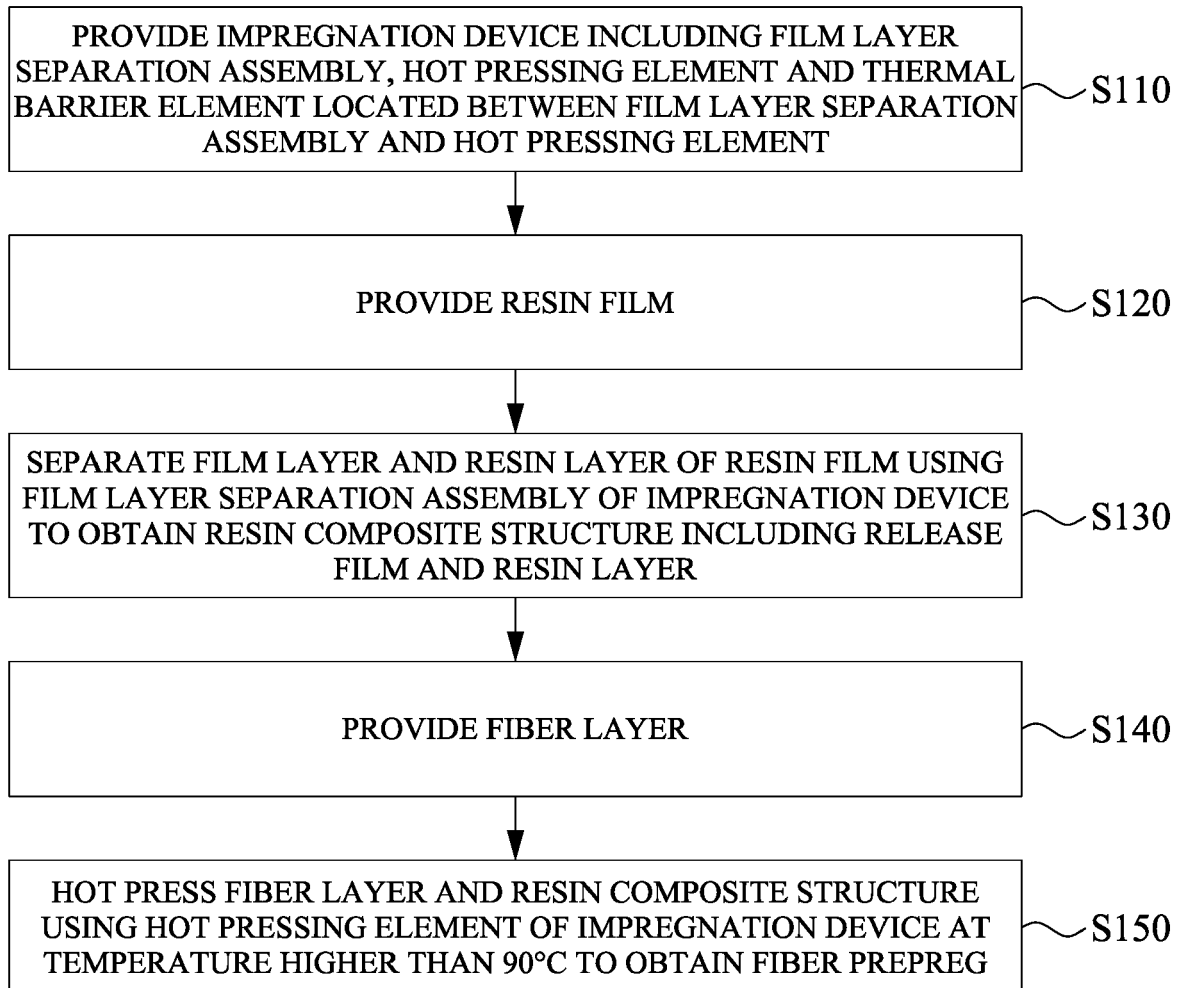 PROVIDE IMPREGNATION DEVICE INCLUDING FILM LAYER
SEPARATION ASSEMBLY, HOT PRESSING ELEMENT AND THERMAL
BARRIER ELEMENT LOCATED BETWEEN FILM LAYER SEPARATION
ASSEMBLY AND HOT PRESSING ELEMENT
S110
PROVIDE RESIN FILM
S120
SEPARATE FILM LAYER AND RESIN LAYER OF RESIN FILM USING
FILM LAYER SEPARATION ASSEMBLY OF IMPREGNATION DEVICE
TO OBTAIN RESIN COMPOSITE STRUCTURE INCLUDING RELEASE
FILM AND RESIN LAYER
S130
PROVIDE FIBER LAYER
S140
HOT PRESS FIBER LAYER AND RESIN COMPOSITE STRUCTURE
USING HOT PRESSING ELEMENT OF IMPREGNATION DEVICE AT
TEMPERATURE HIGHER THAN 90°C TO OBTAIN FIBER PREPREG
S150